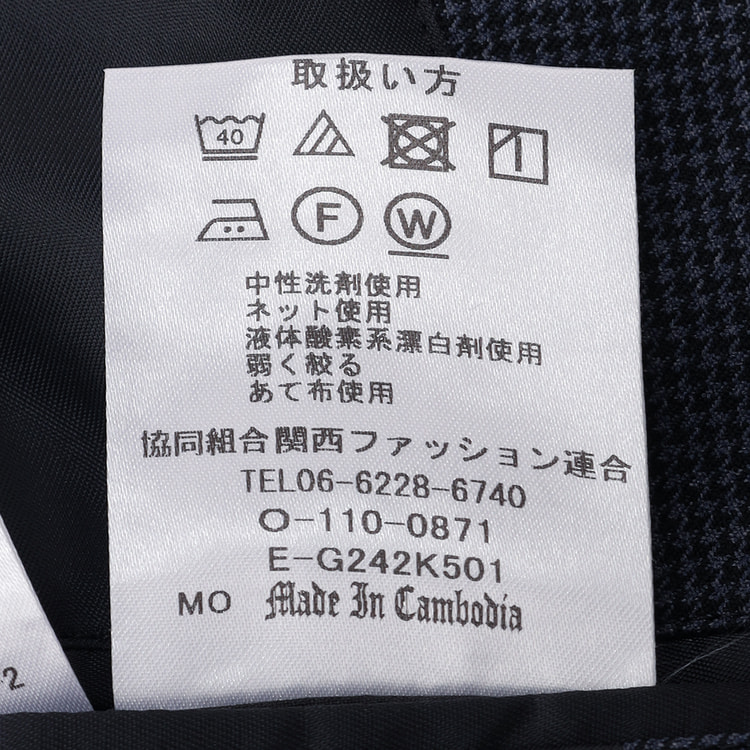 取扱い方
40
F W
中性洗剤使用
ネット使用
液体酸素系漂白剤使用
弱く絞る
あて布使用
協同組合関西ファッション連合
TEL06-6228-6740
O-110-0871
E-G242K501
MO Made In Cambodia
-2